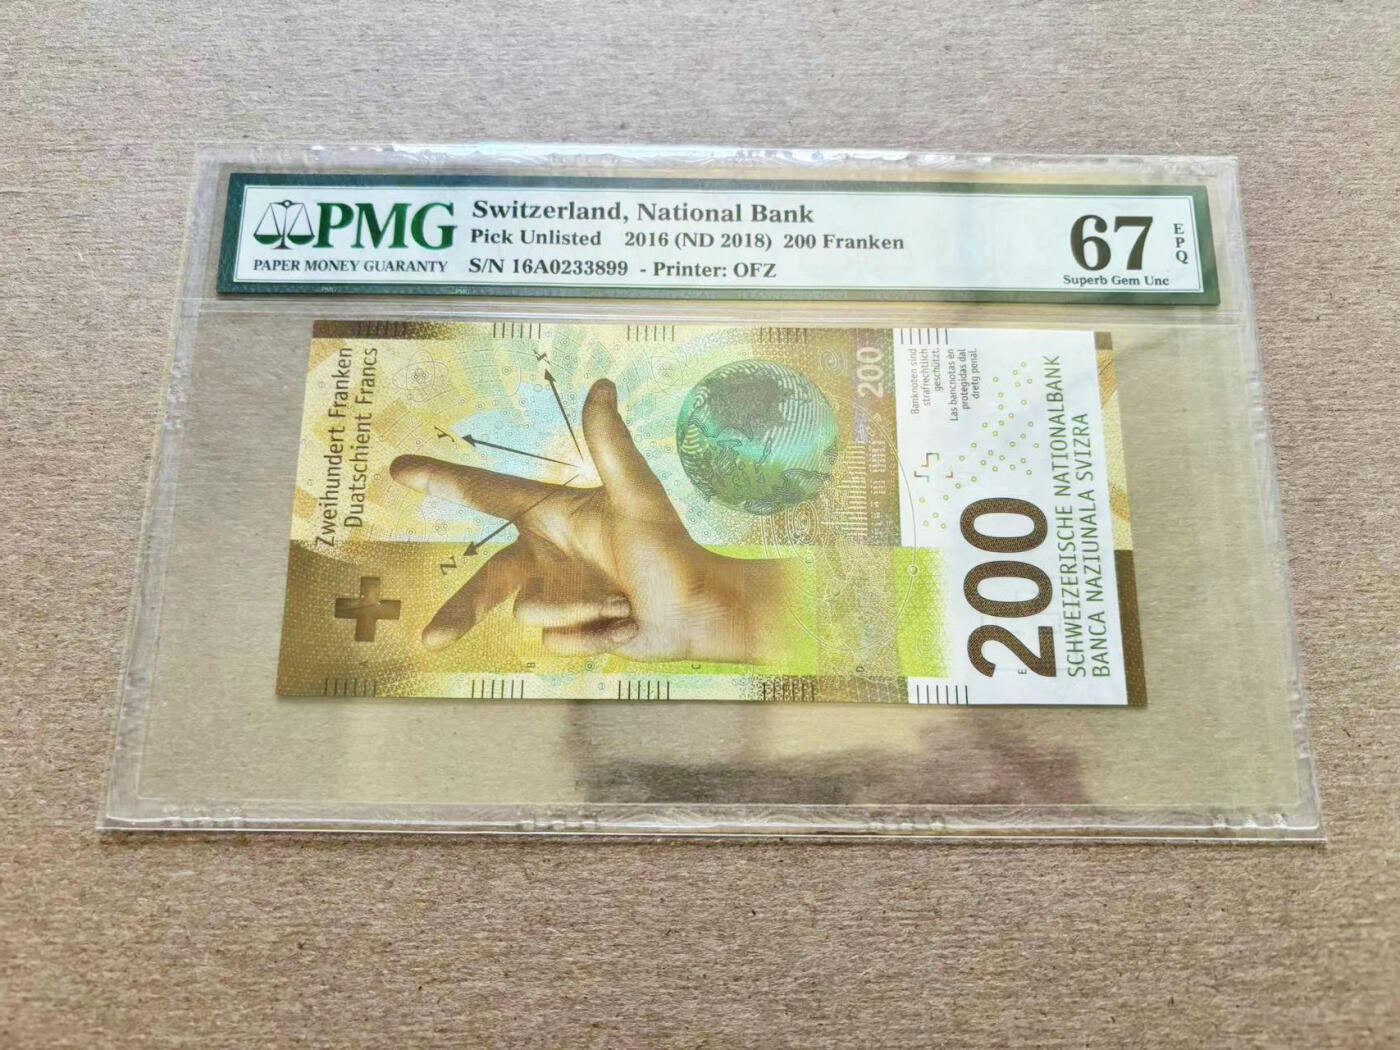 PMG
PAPER MONEY GUARANTY
Switzerland, National Bank
Pick Unlisted 2016 (ND 2018) 200 Franken
S/N 16A0233899 - Printer: OFZ
67
EPQ
Superb Gem Unc
Zweihundert Franken
Duatschient Francs
x
y
z
200
Banknoten sind
strafrechtlich
geschützt.
Las bancnotas èn
protegidas dal
dretg penal.
200
SCHWEIZERISCHE NATIONALBANK
BANCA NAZIUNALA SVIZRA
A
B
C
D
E